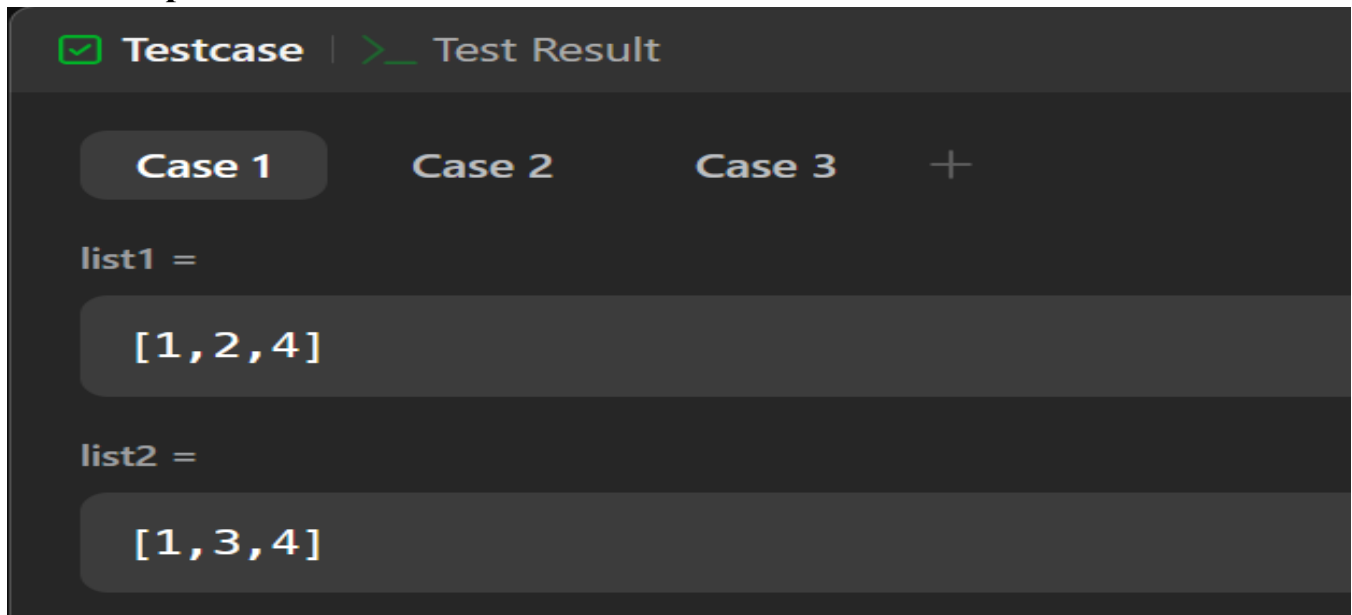 Testcase | >_ Test Result
Case 1 Case 2 Case 3 +
list1 =
[1,2,4]
list2 =
[1,3,4]